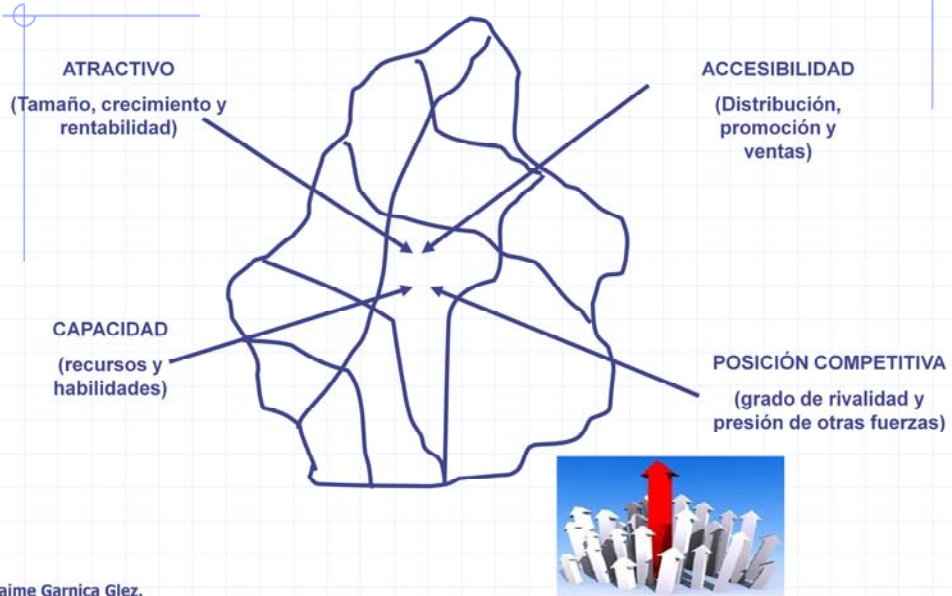 ATRACTIVO
(Tamaño, crecimiento y
rentabilidad)
ACCESIBILIDAD
(Distribución,
promoción y
ventas)
CAPACIDAD
(recursos y
habilidades)
POSICIÓN COMPETITIVA
(grado de rivalidad y
presión de otras fuerzas)
aime Garnica Glez.